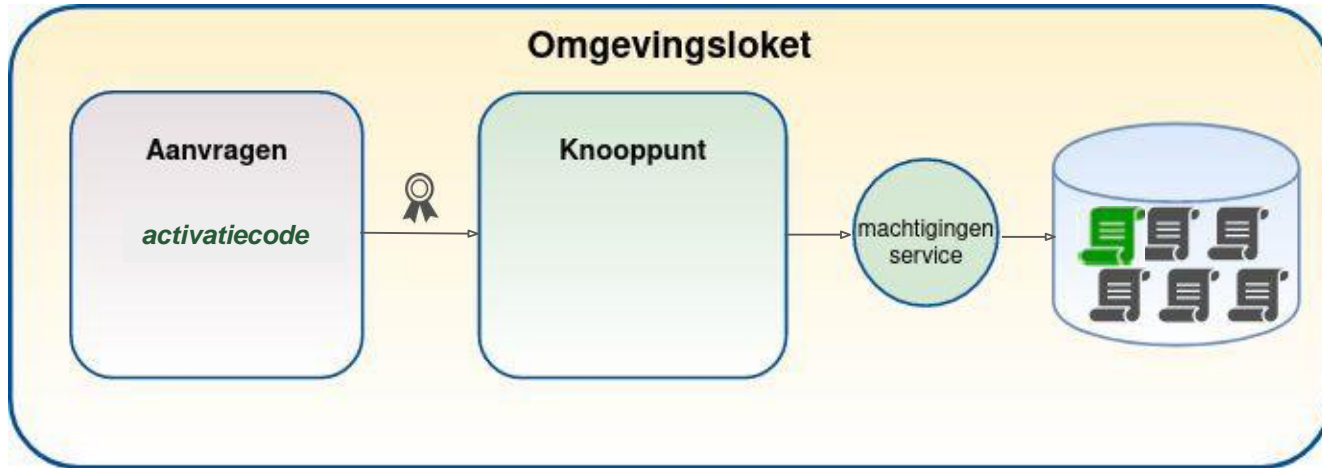 Omgevingsloket
Aanvragen
activatiecode
Knooppunt
machtigingen
service